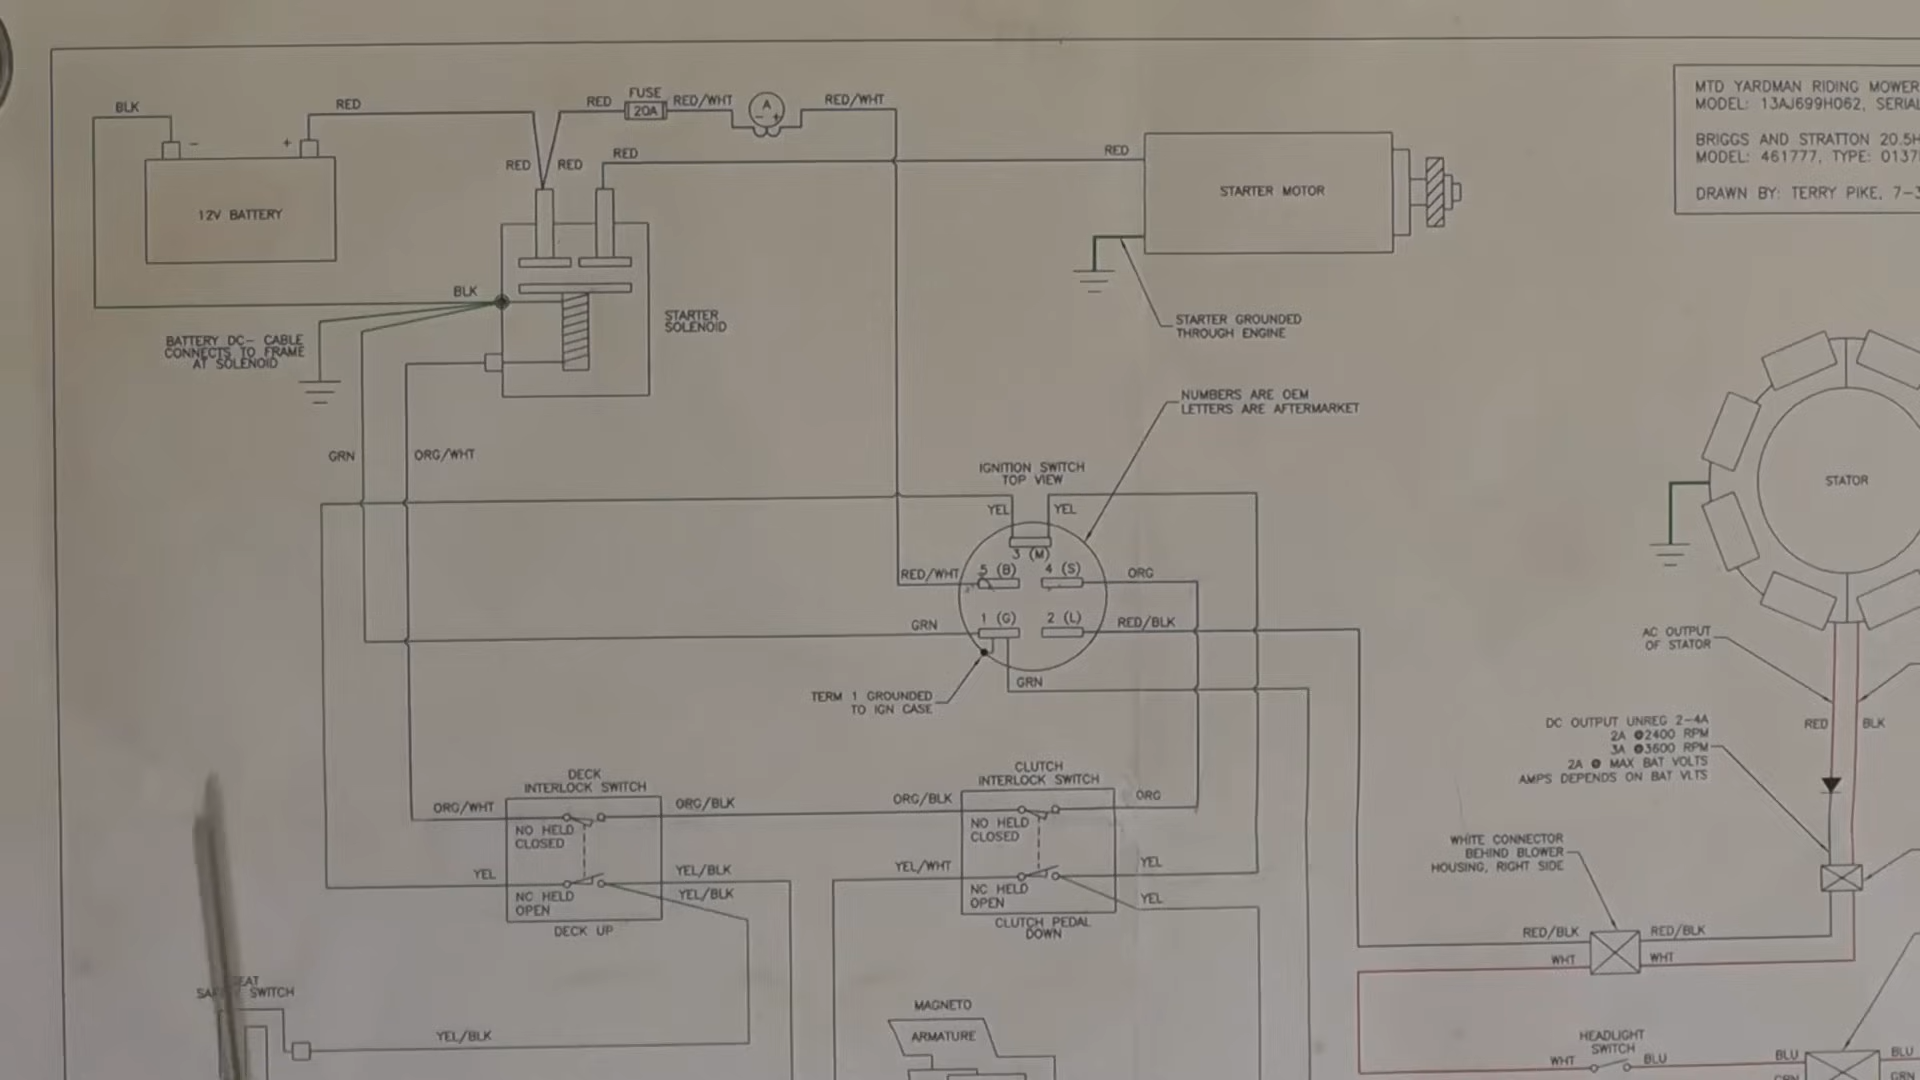 BLK
RED
RED
FUSE
20A
RED/WHT
A
- +
RED/WHT
-
+
12V BATTERY
RED
RED
RED
RED
STARTER MOTOR
MTD YARDMAN RIDING MOWER
MODEL: 13AJ699H062, SERIAL
BRIGGS AND STRATTON 20.5H
MODEL: 461777, TYPE: 0137
DRAWN BY: TERRY PIKE, 7-3
BLK
STARTER
SOLENOID
BATTERY DC- CABLE
CONNECTS TO FRAME
AT SOLENOID
STARTER GROUNDED
THROUGH ENGINE
NUMBERS ARE OEM
LETTERS ARE AFTERMARKET
GRN
ORG/WHT
IGNITION SWITCH
TOP VIEW
YEL
YEL
3 (M)
RED/WHT
5 (B)
4 (S)
ORG
GRN
1 (G)
2 (L)
RED/BLK
GRN
TERM 1 GROUNDED
TO IGN CASE
STATOR
AC OUTPUT
OF STATOR
RED
BLK
DC OUTPUT UNREG 2-4A
2A @2400 RPM
3A @3600 RPM
2A @ MAX BAT VOLTS
AMPS DEPENDS ON BAT VLTS
DECK
INTERLOCK SWITCH
ORG/WHT
NO HELD
CLOSED
ORG/BLK
YEL
NC HELD
OPEN
YEL/BLK
YEL/BLK
DECK UP
CLUTCH
INTERLOCK SWITCH
ORG/BLK
NO HELD
CLOSED
ORG
YEL/WHT
NC HELD
OPEN
YEL
YEL
CLUTCH PEDAL
DOWN
WHITE CONNECTOR
BEHIND BLOWER
HOUSING, RIGHT SIDE
RED/BLK
RED/BLK
WHT
WHT
SWITCH
YEL/BLK
MAGNETO
ARMATURE
HEADLIGHT
SWITCH
WHT
BLU
BLU
BLU
GRN